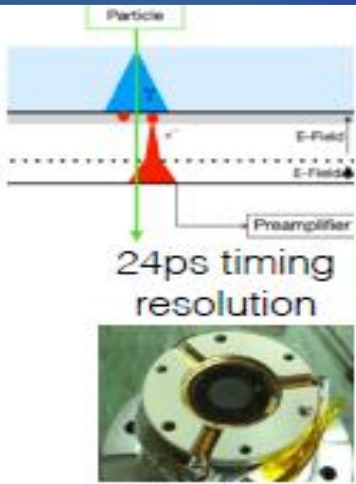 Particle
e⁻
E-Field
E-Field
Preamplifier
24ps timing
resolution